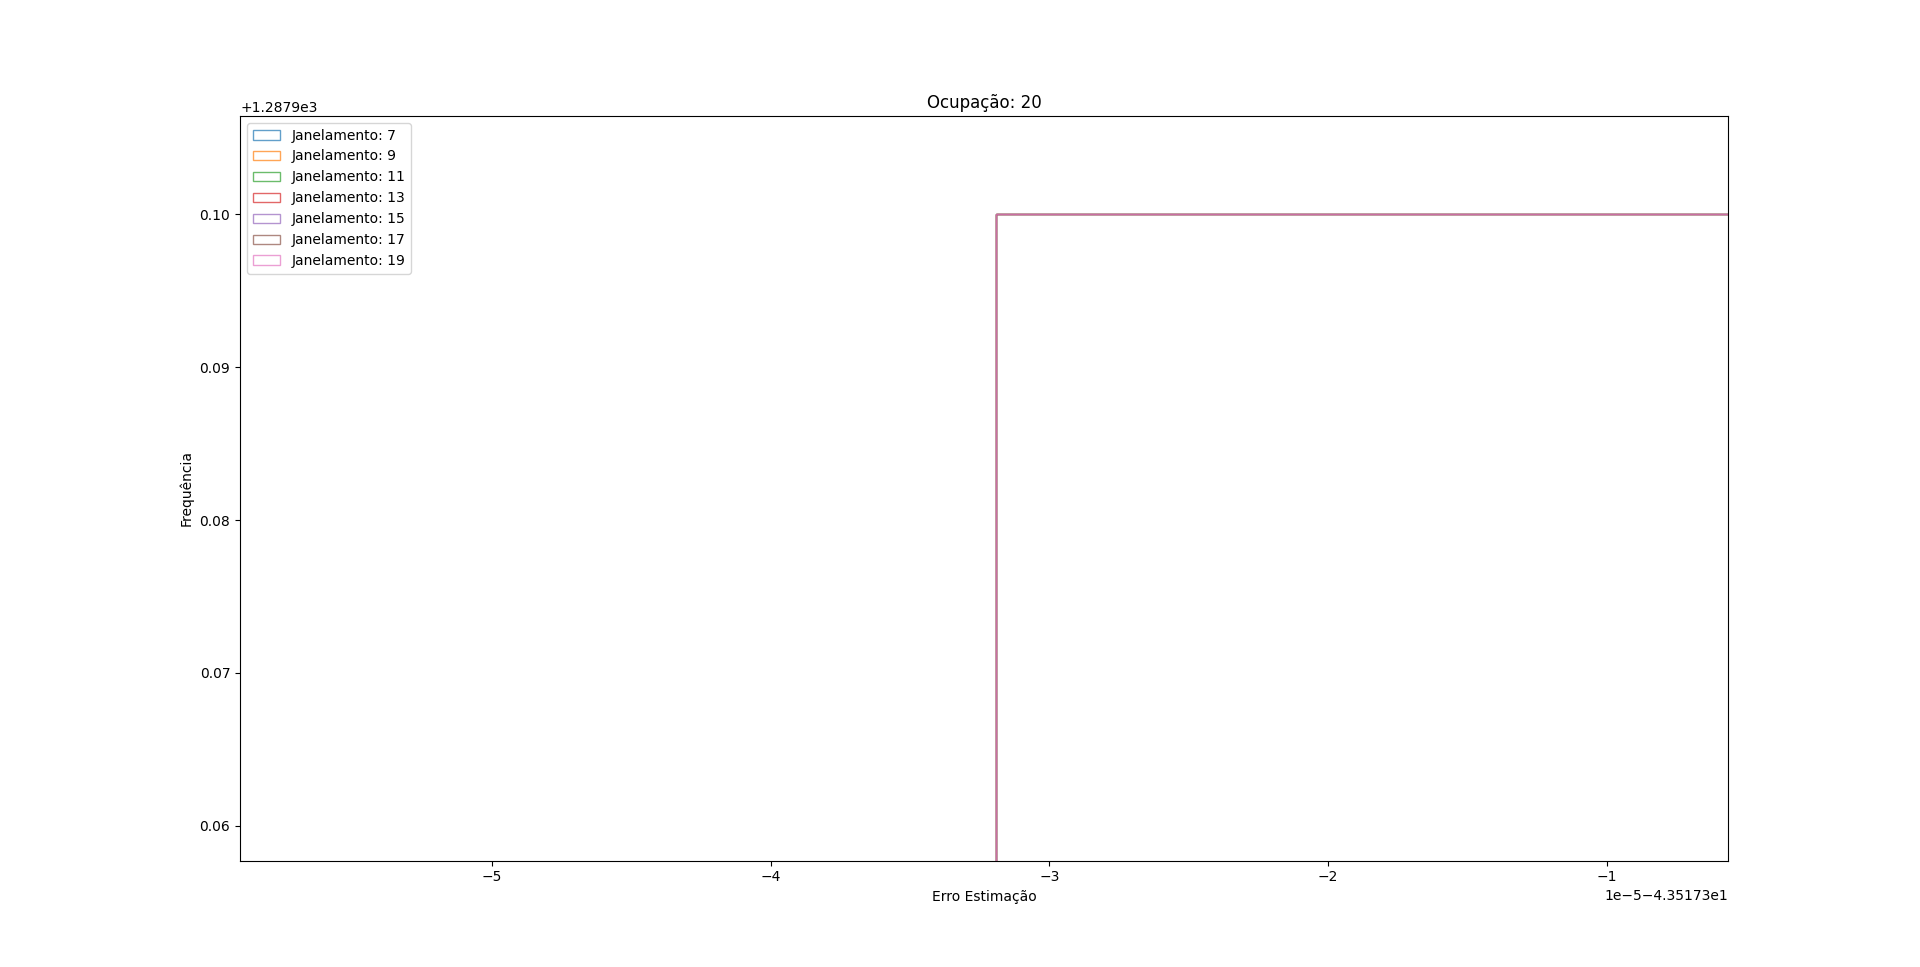 Ocupação: 20
+1.2879e3
Janelamento: 7
Janelamento: 9
Janelamento: 11
Janelamento: 13
Janelamento: 15
Janelamento: 17
Janelamento: 19
0.10
0.09
0.08
0.07
0.06
Frequência
−5
−4
−3
−2
−1
Erro Estimação
1e−5−4.35173e1